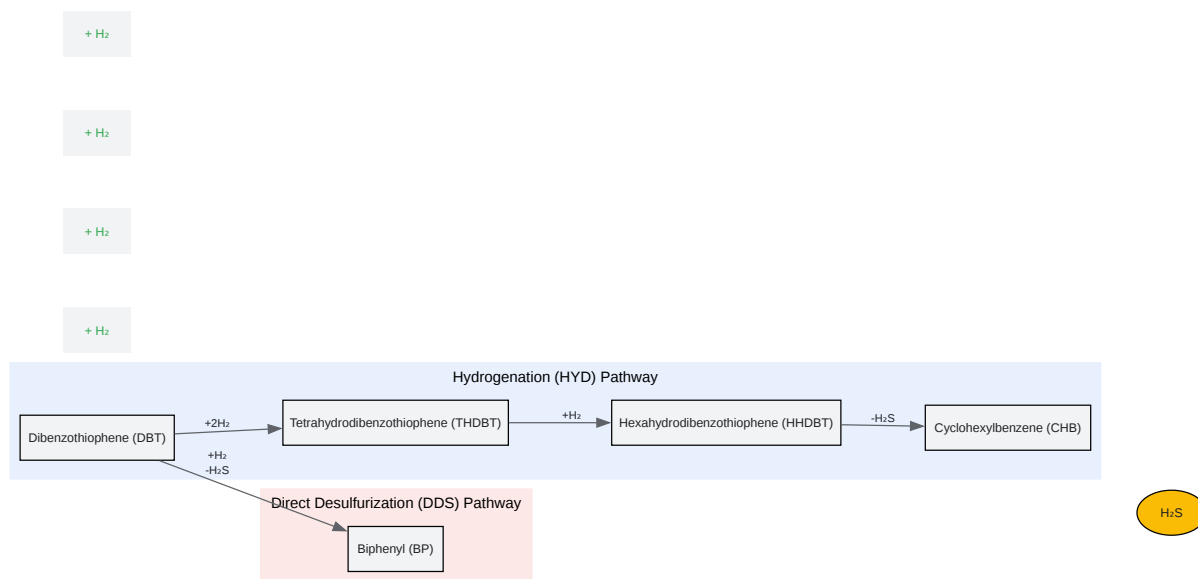 + H₂
+ H₂
+ H₂
+ H₂
Hydrogenation (HYD) Pathway
Dibenzothiophene (DBT)
+2H₂
Tetrahydrodibenzothiophene (THDBT)
+H₂
Hexahydrodibenzothiophene (HHDBT)
-H₂S
Cyclohexylbenzene (CHB)
+H₂
-H₂S
Direct Desulfurization (DDS) Pathway
Biphenyl (BP)
H₂S